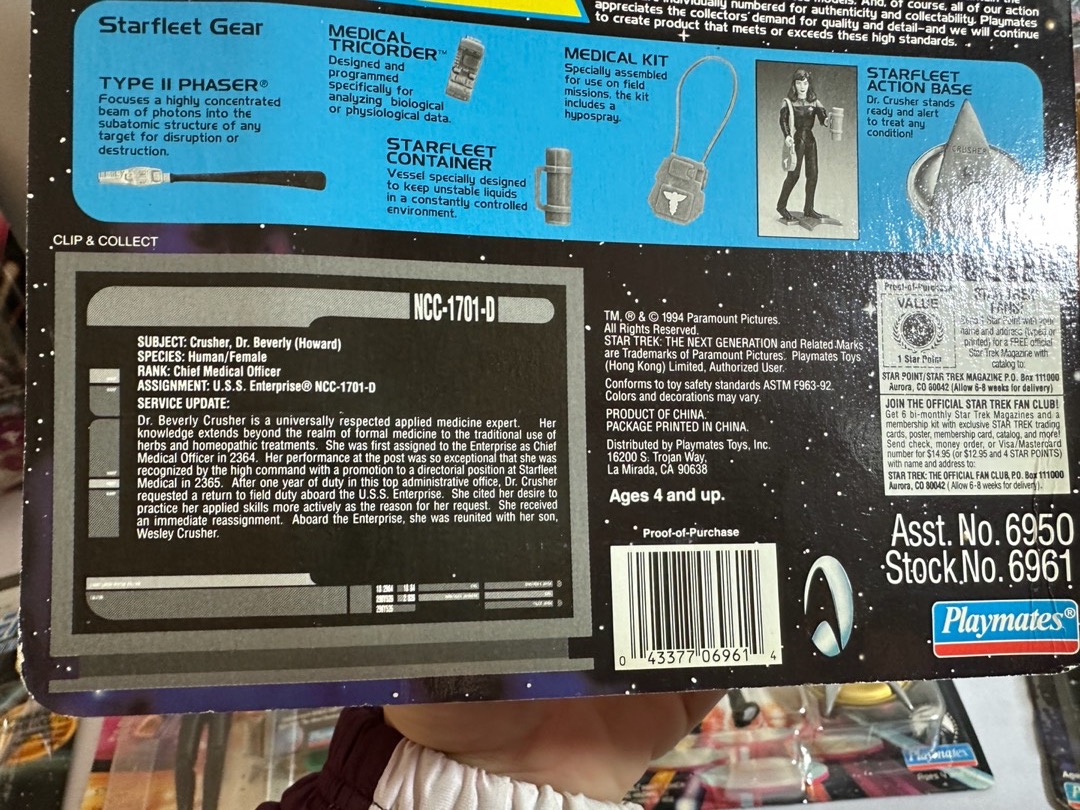 individually numbered for authenticity and collectability. Playmates
appreciates the collectors' demand for quality and detail—and we will continue
to create product that meets or exceeds these high standards.
Starfleet Gear
TYPE II PHASER®
Focuses a highly concentrated
beam of photons into the
subatomic structure of any
target for disruption or
destruction.
MEDICAL
TRICORDER™
Designed and
programmed
specifically for
analyzing biological
or physiological data.
STARFLEET
CONTAINER
Vessel specially designed
to keep unstable liquids
in a constantly controlled
environment.
MEDICAL KIT
Specially assembled
for use on field
missions, the kit
includes a
hypospray.
STARFLEET
ACTION BASE
Dr. Crusher stands
ready and alert
to treat any
condition!
CRUSHER
CLIP & COLLECT
NCC-1701-D
SUBJECT: Crusher, Dr. Beverly (Howard)
SPECIES: Human/Female
RANK: Chief Medical Officer
ASSIGNMENT: U.S.S. Enterprise® NCC-1701-D
SERVICE UPDATE:
Dr. Beverly Crusher is a universally respected applied medicine expert. Her
knowledge extends beyond the realm of formal medicine to the traditional use of
herbs and homeopathic treatments. She was first assigned to the Enterprise as Chief
Medical Officer in 2364. Her performance at the post was so exceptional that she was
recognized by the high command with a promotion to a directorial position at Starfleet
Medical in 2365. After one year of duty in this top administrative office, Dr. Crusher
requested a return to field duty aboard the U.S.S. Enterprise. She cited her desire to
practice her applied skills more actively as the reason for her request. She received
an immediate reassignment. Aboard the Enterprise, she was reunited with her son,
Wesley Crusher.
TM, ® & © 1994 Paramount Pictures.
All Rights Reserved.
STAR TREK: THE NEXT GENERATION and Related Marks
are Trademarks of Paramount Pictures. Playmates Toys
(Hong Kong) Limited, Authorized User.
Conforms to toy safety standards ASTM F963-92.
Colors and decorations may vary.
PRODUCT OF CHINA.
PACKAGE PRINTED IN CHINA.
Distributed by Playmates Toys, Inc.
16200 S. Trojan Way,
La Mirada, CA 90638
Ages 4 and up.
Proof-of-Purchase
0 43377 06961 4
Proof-of-Purchase
VALUE
1 Star Point
name and address (typed or
printed) for a FREE official
Star Trek Magazine with
catalog to:
STAR POINT/STAR TREK MAGAZINE P.O. Box 111000
Aurora, CO 80042 (Allow 6-8 weeks for delivery)
JOIN THE OFFICIAL STAR TREK FAN CLUB!
Get 6 bi-monthly Star Trek Magazines and a
membership kit with exclusive STAR TREK trading
cards, poster, membership card, catalog, and more!
Send check, money order, or Visa/Mastercard
number for $14.95 (or $12.95 and 4 STAR POINTS)
with name and address to:
STAR TREK: THE OFFICIAL FAN CLUB, P.O. Box 111000
Aurora, CO 80042 (Allow 6-8 weeks for delivery).
Asst. No. 6950
Stock No. 6961
Playmates®
Playmates